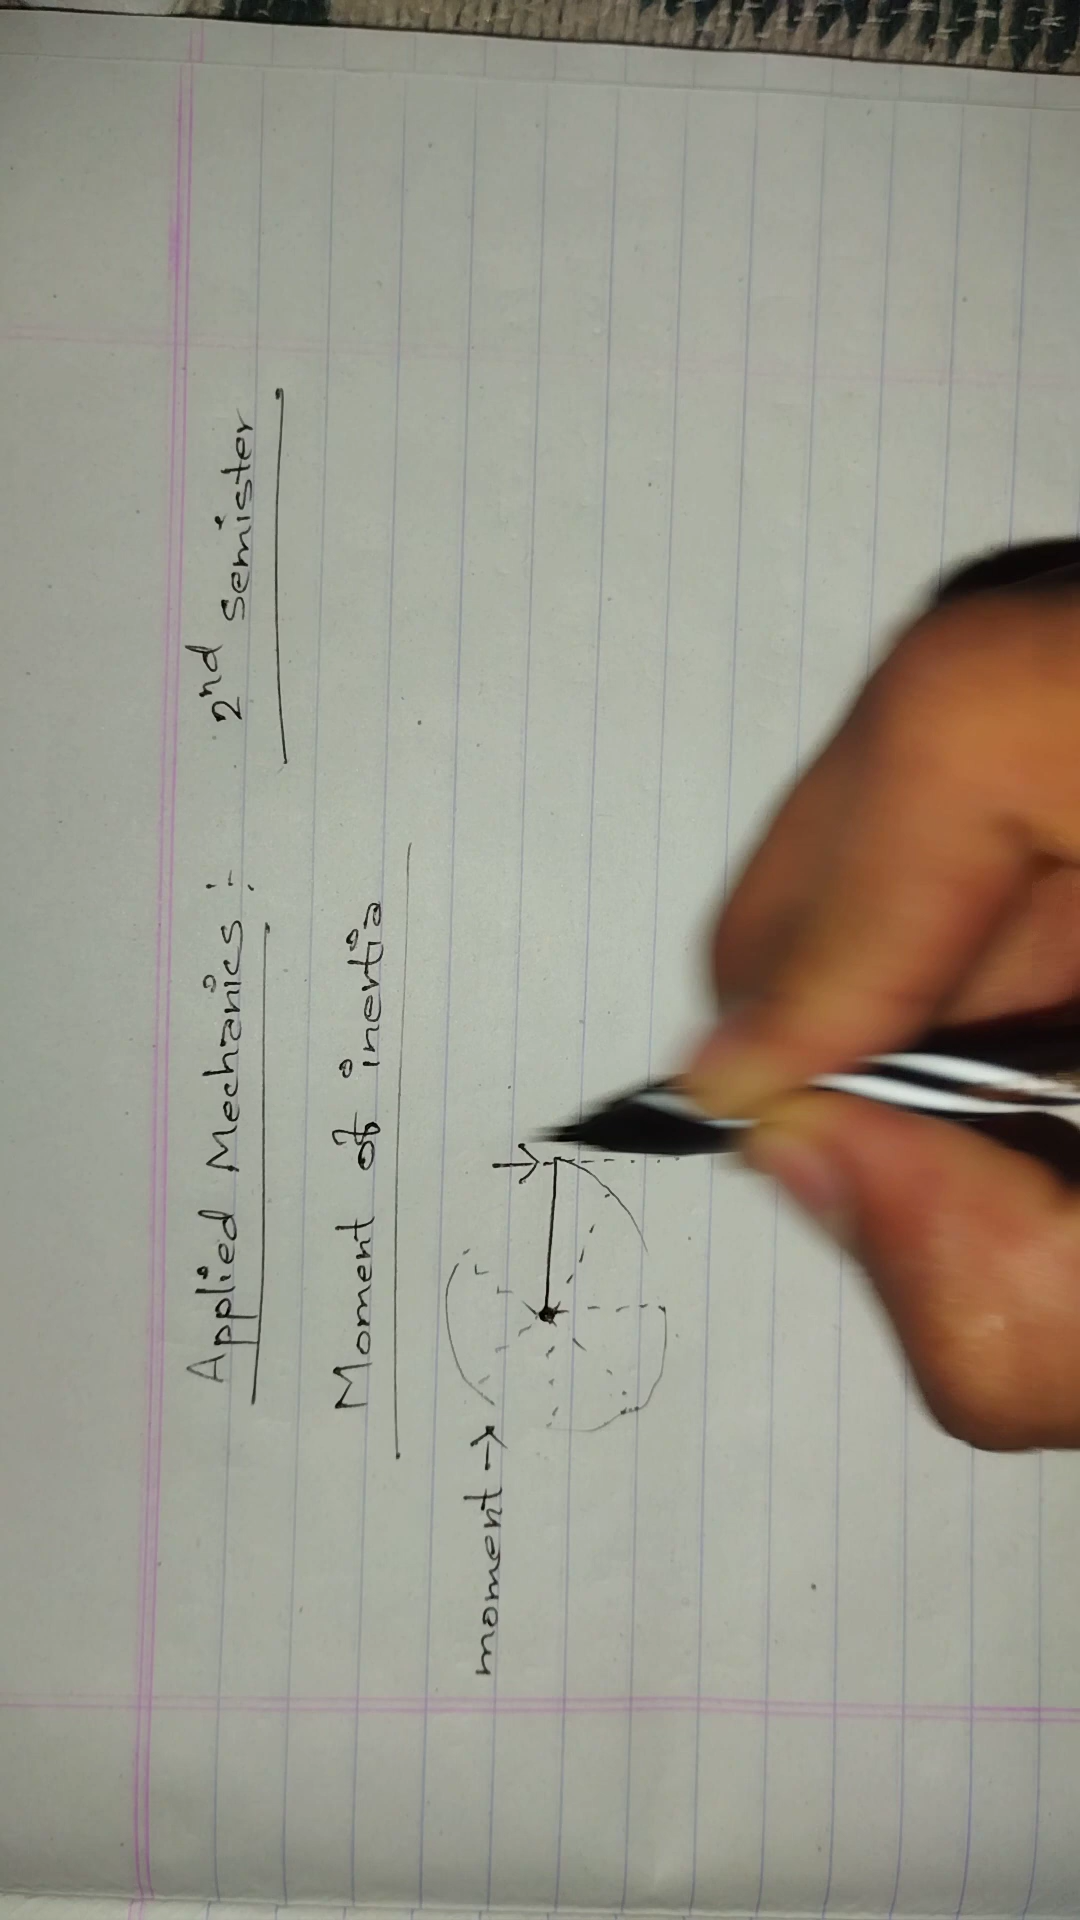 Applied Mechanics :- 2nd semister
Moment of inertia
moment →